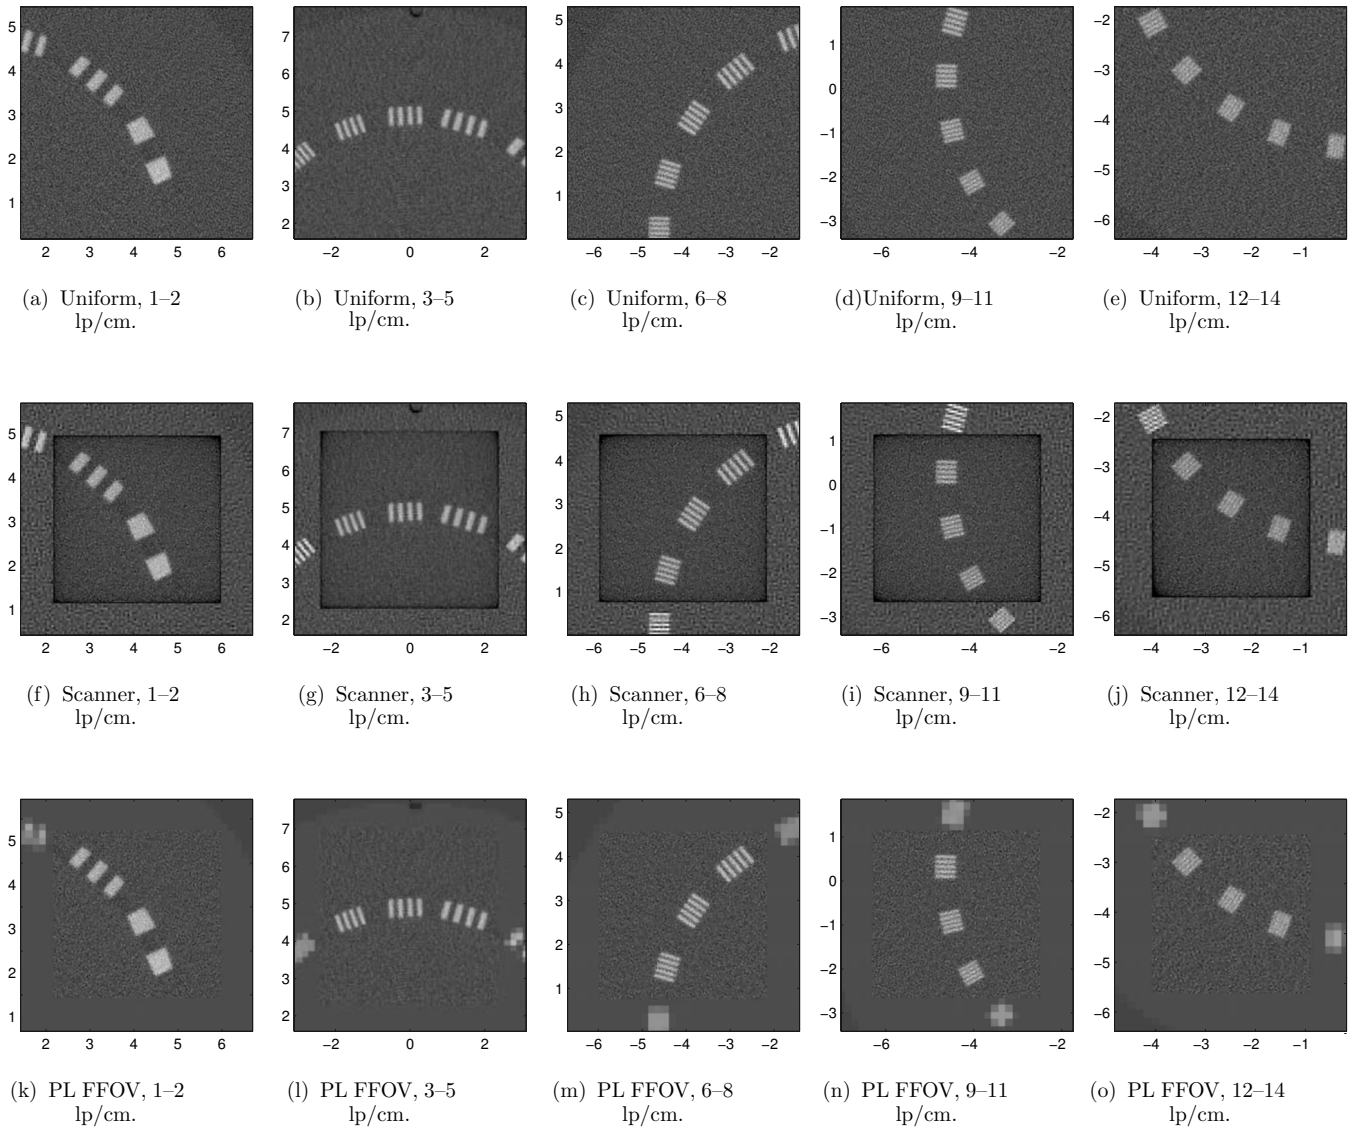 5
4
3
2
1
2 3 4 5 6
7
6
5
4
3
2
−2 0 2
5
4
3
2
1
−6 −5 −4 −3 −2
1
0
−1
−2
−3
−6 −4 −2
−2
−3
−4
−5
−6
−4 −3 −2 −1
(a) Uniform, 1–2
lp/cm.
(b) Uniform, 3–5
lp/cm.
(c) Uniform, 6–8
lp/cm.
(d)Uniform, 9–11
lp/cm.
(e) Uniform, 12–14
lp/cm.
5
4
3
2
1
2 3 4 5 6
7
6
5
4
3
2
−2 0 2
5
4
3
2
1
−6 −5 −4 −3 −2
1
0
−1
−2
−3
−6 −4 −2
−2
−3
−4
−5
−6
−4 −3 −2 −1
(f) Scanner, 1–2
lp/cm.
(g) Scanner, 3–5
lp/cm.
(h) Scanner, 6–8
lp/cm.
(i) Scanner, 9–11
lp/cm.
(j) Scanner, 12–14
lp/cm.
5
4
3
2
1
2 3 4 5 6
7
6
5
4
3
2
−2 0 2
5
4
3
2
1
−6 −5 −4 −3 −2
1
0
−1
−2
−3
−6 −4 −2
−2
−3
−4
−5
−6
−4 −3 −2 −1
(k) PL FFOV, 1–2
lp/cm.
(l) PL FFOV, 3–5
lp/cm.
(m) PL FFOV, 6–8
lp/cm.
(n) PL FFOV, 9–11
lp/cm.
(o) PL FFOV, 12–14
lp/cm.